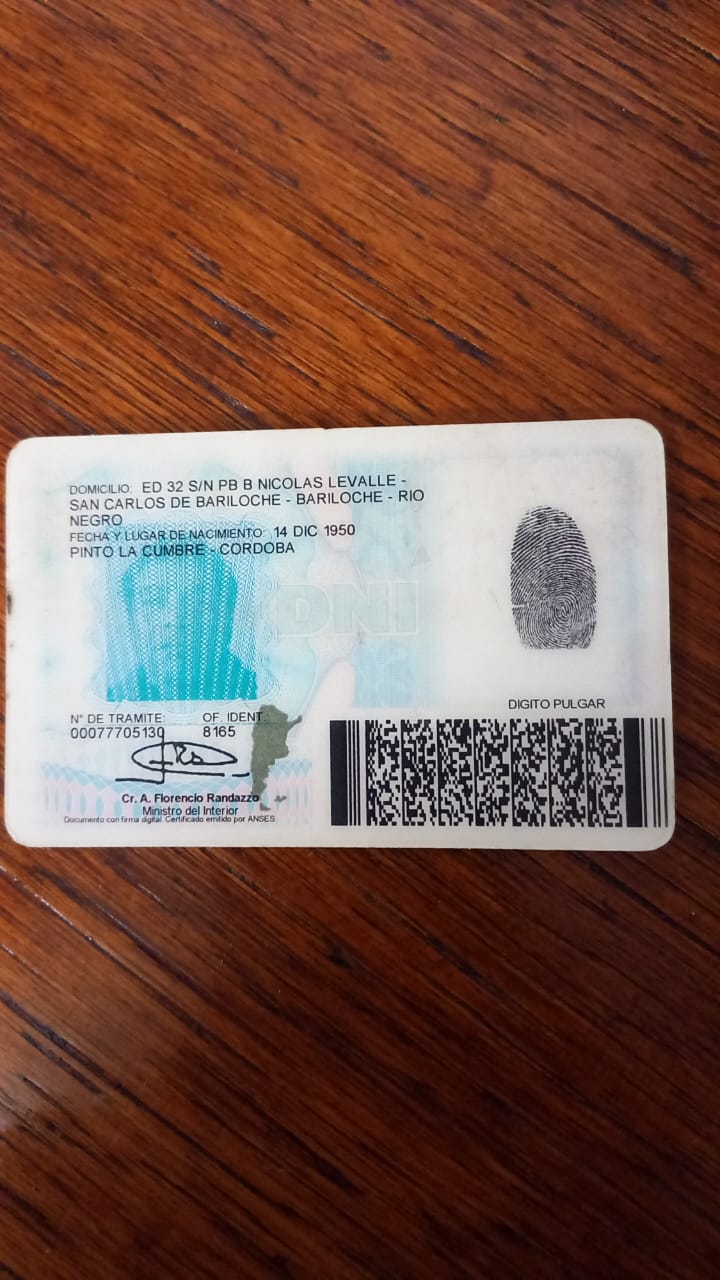 DOMICILIO: ED 32 S/N PB B NICOLAS LEVALLE -
SAN CARLOS DE BARILOCHE - BARILOCHE - RIO
NEGRO
FECHA Y LUGAR DE NACIMIENTO: 14 DIC 1950
PINTO LA CUMBRE - CORDOBA
DNI
DIGITO PULGAR
N° DE TRAMITE: OF. IDENT.:
00077705130 8165
Cr. A. Florencio Randazzo
Ministro del Interior
Documento con firma digital. Certificado emitido por ANSES.